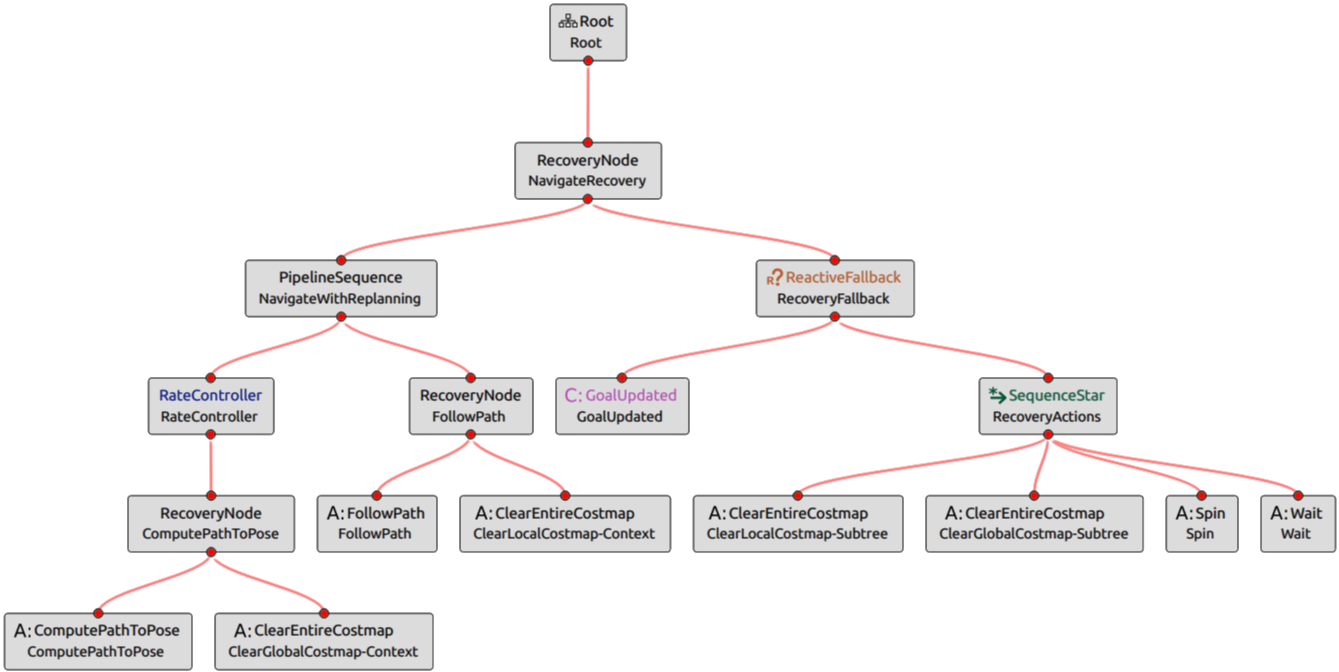 Root
Root
RecoveryNode
NavigateRecovery
PipelineSequence
NavigateWithReplanning
R? ReactiveFallback
RecoveryFallback
RateController
RateController
RecoveryNode
FollowPath
C: GoalUpdated
GoalUpdated
SequenceStar
RecoveryActions
RecoveryNode
ComputePathToPose
A: FollowPath
FollowPath
A: ClearEntireCostmap
ClearLocalCostmap-Context
A: ClearEntireCostmap
ClearLocalCostmap-Subtree
A: ClearEntireCostmap
ClearGlobalCostmap-Subtree
A: Spin
Spin
A: Wait
Wait
A: ComputePathToPose
ComputePathToPose
A: ClearEntireCostmap
ClearGlobalCostmap-Context